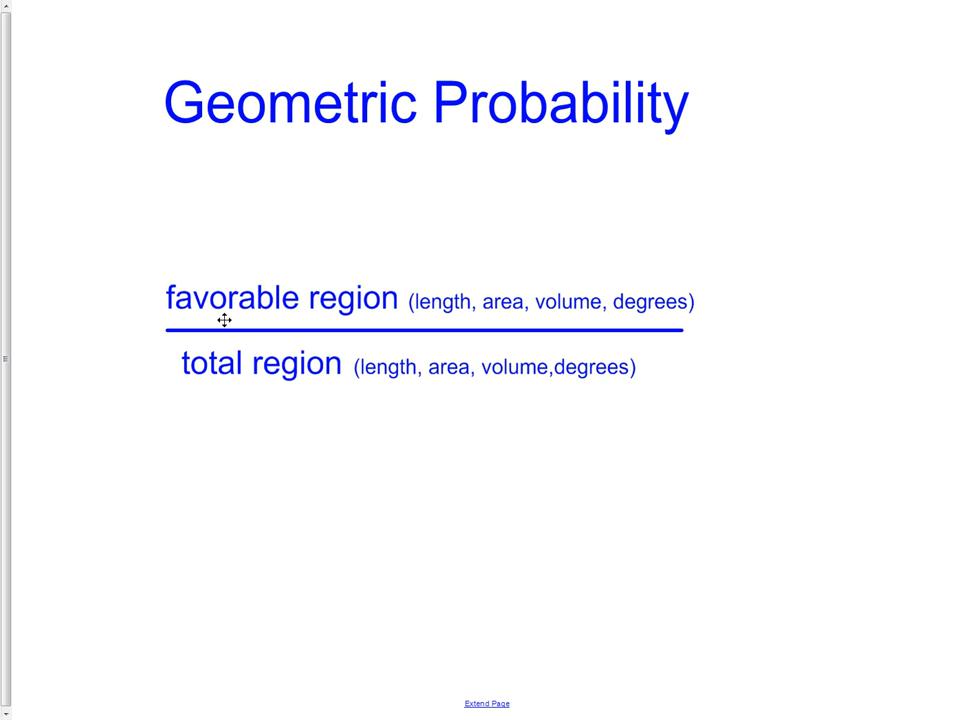 Geometric Probability
favorable region (length, area, volume, degrees)
total region (length, area, volume,degrees)
Extend Page